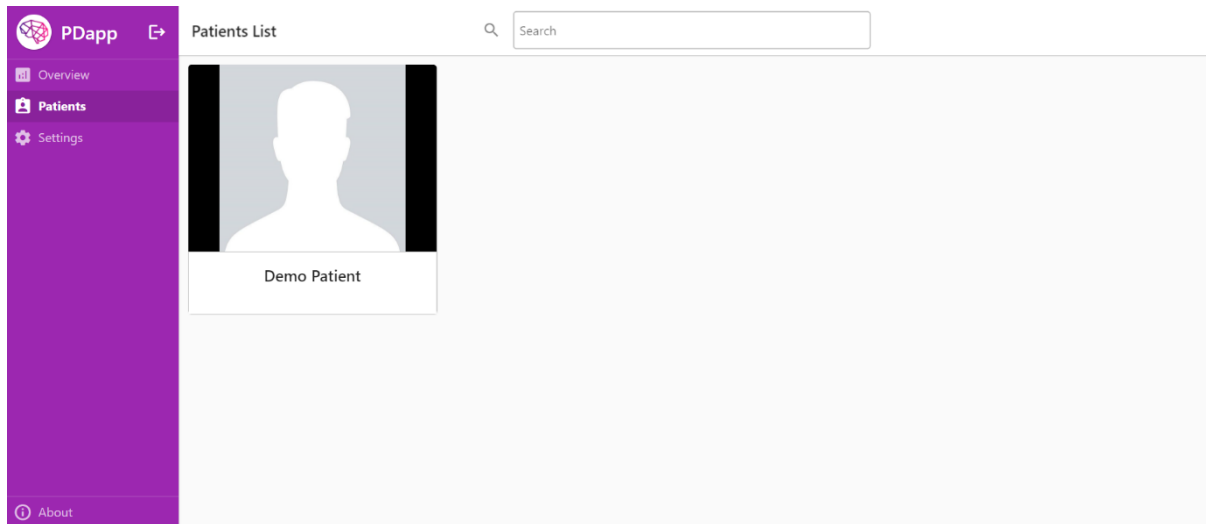 PDapp
Overview
Patients
Settings
About
Patients List
Search
Demo Patient